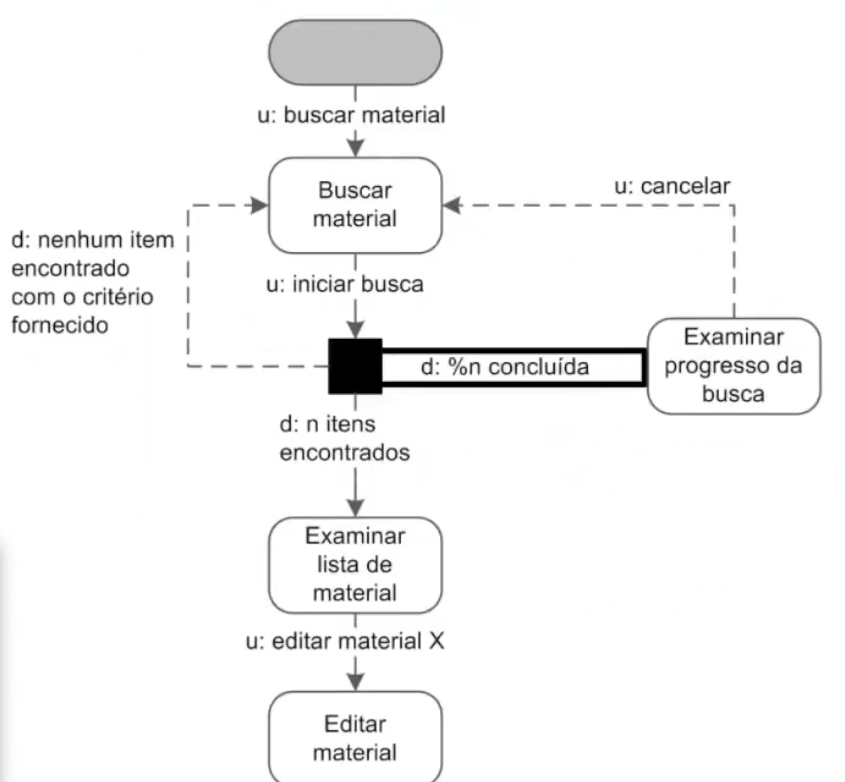 u: buscar material
Buscar
material
u: cancelar
d: nenhum item
encontrado
com o critério
fornecido
u: iniciar busca
d: %n concluída
Examinar
progresso da
busca
d: n itens
encontrados
Examinar
lista de
material
u: editar material X
Editar
material